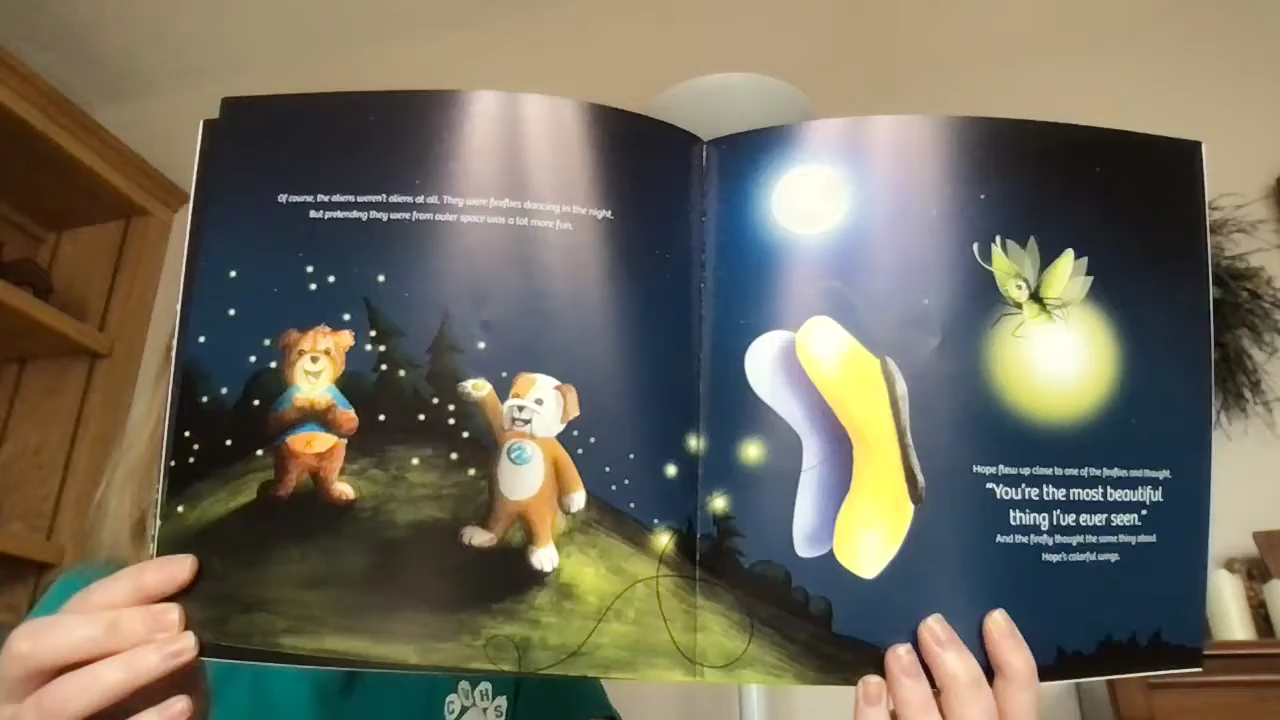 Of course, the aliens weren't aliens at all. They were fireflies dancing in the night.
But pretending they were from outer space was a lot more fun.
Hope flew up close to one of the fireflies and thought,
"You're the most beautiful
thing I've ever seen."
And the firefly thought the same thing about
Hope's colorful wings.
CVHS